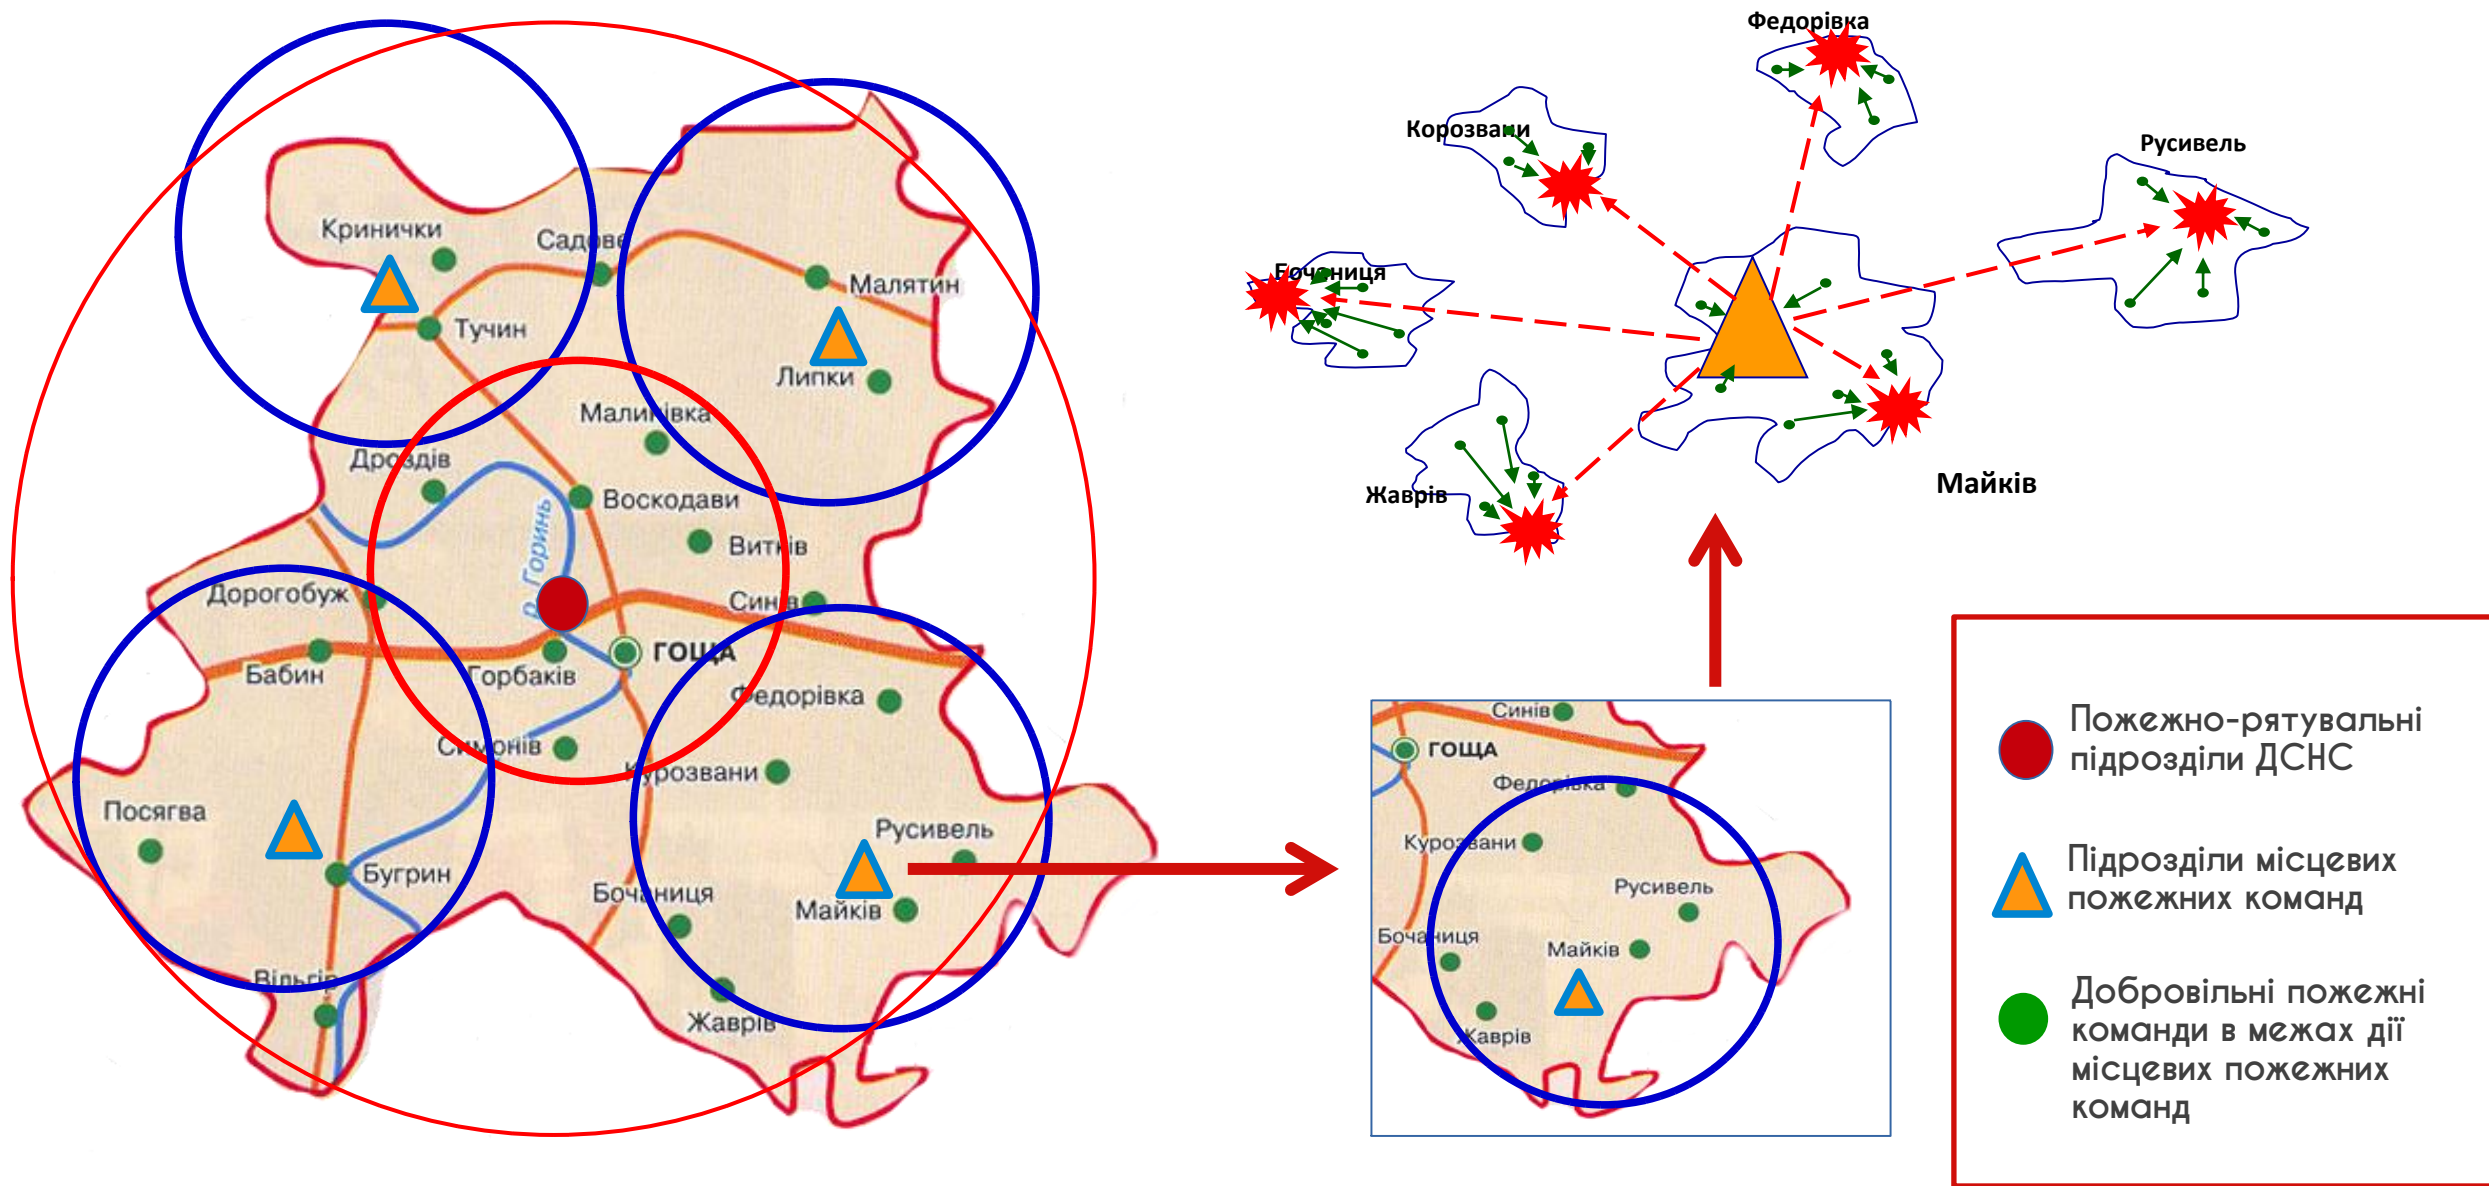 Кринички
Садове
Малятин
Тучин
Липки
Малинівка
Дроздів
Воскодави
р. Горинь
Витків
Дорогобуж
Синів
ГОЩА
Бабин
Горбаків
Федорівка
Симонів
Курозвани
Посягва
Русивель
Бугрин
Бочаниця
Майків
Вільгір
Жаврів
Федорівка
Корозвани
Русивель
Бочаниця
Жаврів
Майків
Синів
ГОЩА
Федорівка
Курозвани
Русивель
Бочаниця
Майків
Жаврів
Пожежно-рятувальні
підрозділи ДСНС
Підрозділи місцевих
пожежних команд
Добровільні пожежні
команди в межах дії
місцевих пожежних
команд